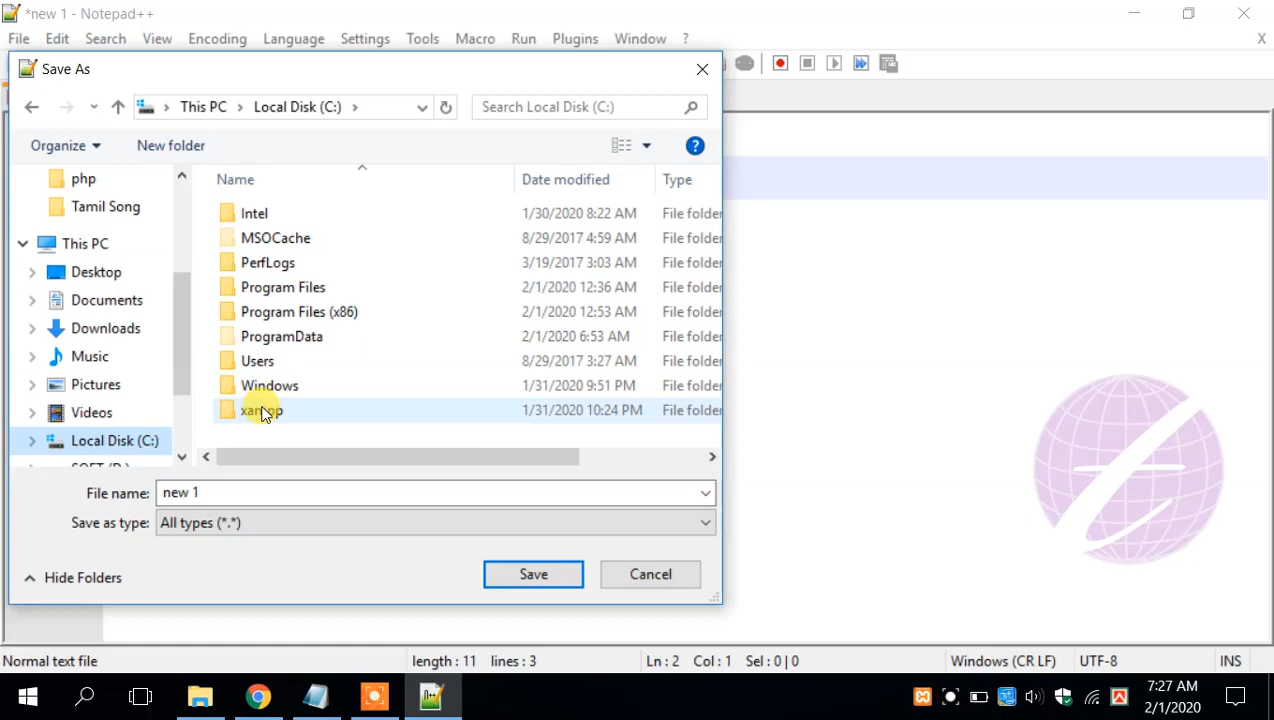 *new 1 - Notepad++
File Edit Search View Encoding Language Settings Tools Macro Run Plugins Window ? X
Save As
This PC > Local Disk (C:) >
Search Local Disk (C:)
Organize New folder
Name Date modified Type
php
Tamil Song
This PC
Desktop
Documents
Downloads
Music
Pictures
Videos
Local Disk (C:)
Intel 1/30/2020 8:22 AM File folder
MSOCache 8/29/2017 4:59 AM File folder
PerfLogs 3/19/2017 3:03 AM File folder
Program Files 2/1/2020 12:36 AM File folder
Program Files (x86) 2/1/2020 12:53 AM File folder
ProgramData 2/1/2020 6:53 AM File folder
Users 8/29/2017 3:27 AM File folder
Windows 1/31/2020 9:51 PM File folder
xampp 1/31/2020 10:24 PM File folder
File name: new 1
Save as type: All types (*.*)
Hide Folders Save Cancel
Normal text file length : 11 lines : 3 Ln : 2 Col : 1 Sel : 0 | 0 Windows (CR LF) UTF-8 INS
7:27 AM
2/1/2020